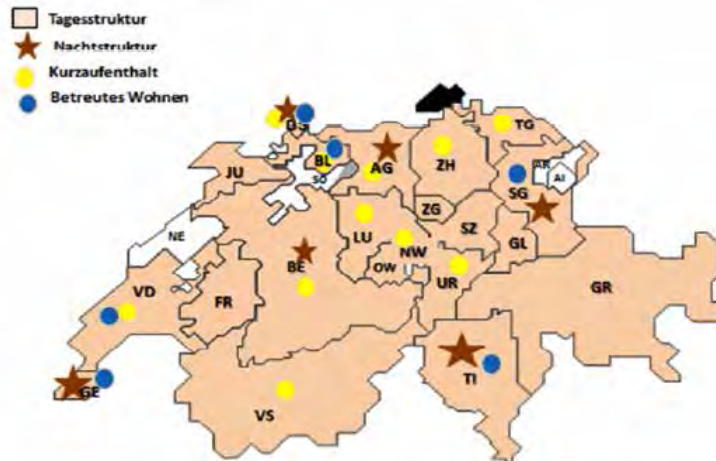 Tagesstruktur
Nachtstruktur
Kurzaufenthalt
Betreutes Wohnen
TG
BL
AG
ZH
JU
SO
SG
AR
AI
ZG
NE
LU
SZ
NW
GL
BE
OW
VD
FR
UR
GR
TI
GE
VS